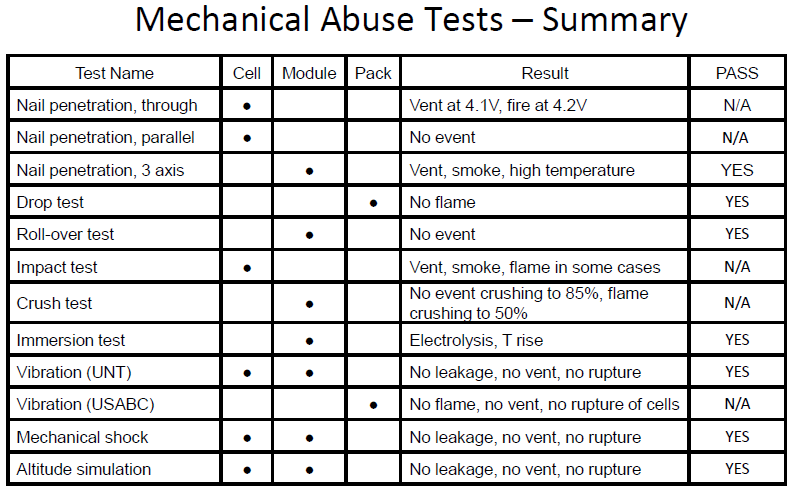 Mechanical Abuse Tests – Summary
Test Name Cell Module Pack Result PASS
Nail penetration, through ● Vent at 4.1V, fire at 4.2V N/A
Nail penetration, parallel ● No event N/A
Nail penetration, 3 axis ● Vent, smoke, high temperature YES
Drop test ● No flame YES
Roll-over test ● No event YES
Impact test ● Vent, smoke, flame in some cases N/A
Crush test ● No event crushing to 85%, flame
crushing to 50% N/A
Immersion test ● Electrolysis, T rise YES
Vibration (UNT) ● ● No leakage, no vent, no rupture YES
Vibration (USABC) ● No flame, no vent, no rupture of cells N/A
Mechanical shock ● ● No leakage, no vent, no rupture YES
Altitude simulation ● ● No leakage, no vent, no rupture YES